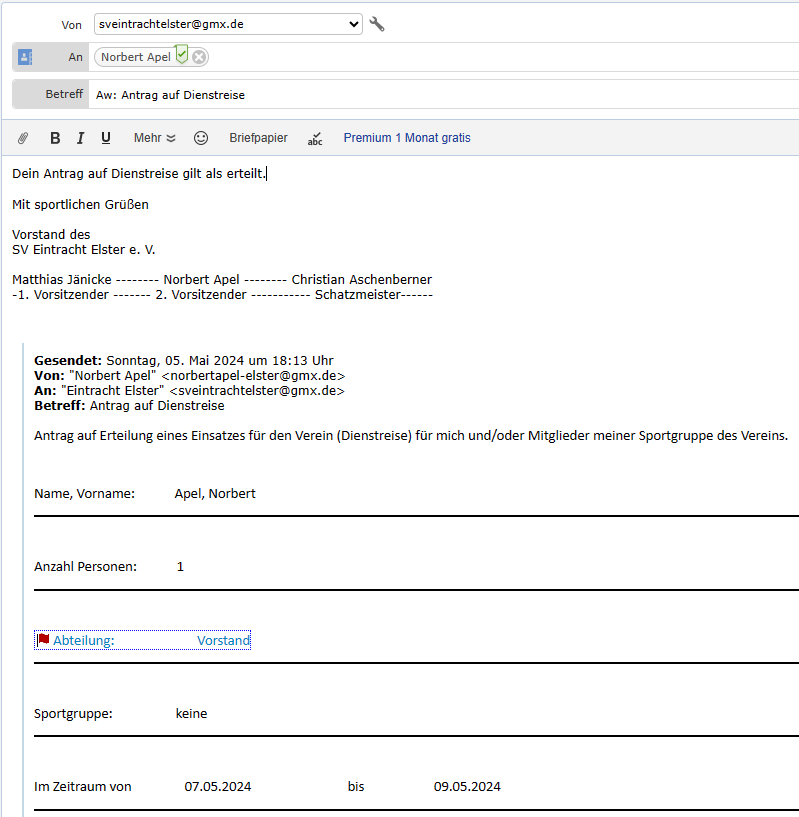 Von sveintrachtelster@gmx.de
An Norbert Apel
Betreff Aw: Antrag auf Dienstreise
B I U Mehr Briefpapier abc Premium 1 Monat gratis
Dein Antrag auf Dienstreise gilt als erteilt.
Mit sportlichen Grüßen
Vorstand des
SV Eintracht Elster e. V.
Matthias Jänicke -------- Norbert Apel -------- Christian Aschenberner
-1. Vorsitzender ------- 2. Vorsitzender ----------- Schatzmeister------
Gesendet: Sonntag, 05. Mai 2024 um 18:13 Uhr
Von: "Norbert Apel" <norbertapel-elster@gmx.de>
An: "Eintracht Elster" <sveintrachtelster@gmx.de>
Betreff: Antrag auf Dienstreise
Antrag auf Erteilung eines Einsatzes für den Verein (Dienstreise) für mich und/oder Mitglieder meiner Sportgruppe des Vereins.
Name, Vorname: Apel, Norbert
Anzahl Personen: 1
Abteilung: Vorstand
Sportgruppe: keine
Im Zeitraum von 07.05.2024 bis 09.05.2024